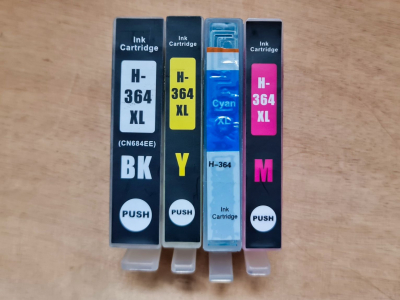 Ink
Cartridge
H-
364
XL
(CN684EE)
BK
PUSH
Ink
Cartridge
H-
364
XL
Y
PUSH
Cyan
XL
H-364
Ink
Cartridge
Ink
Cartridge
H-
364
XL
M
PUSH